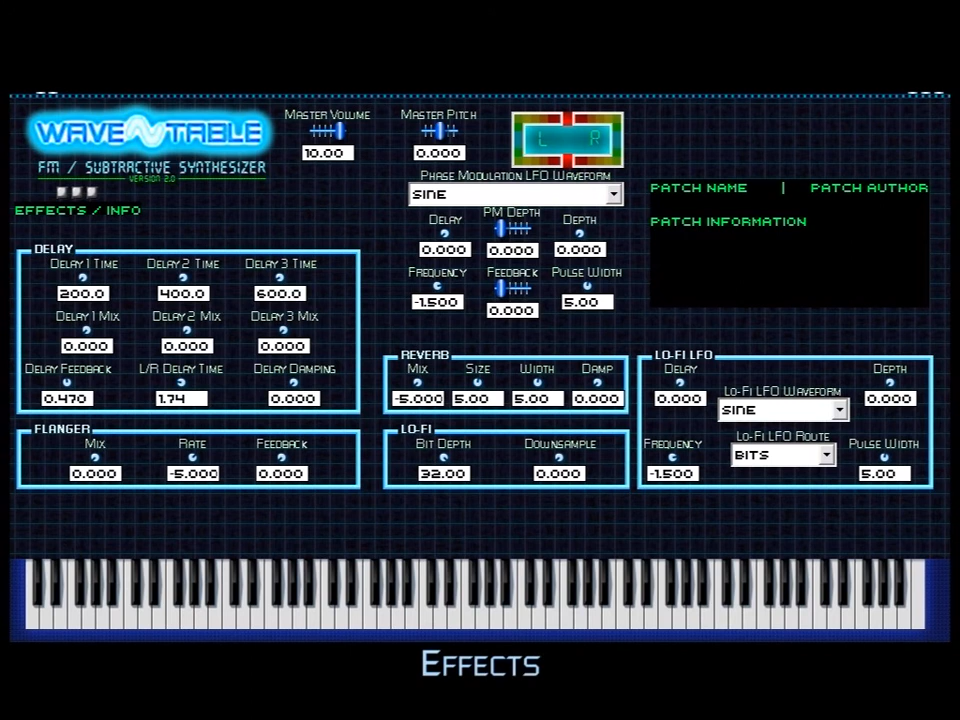 WAVE TABLE
FM / SUBTRACTIVE SYNTHESIZER
VERSION 2.0
EFFECTS / INFO
MASTER VOLUME
10.00
MASTER PITCH
0.000
L R
PHASE MODULATION LFO WAVEFORM
SINE
DELAY PM DEPTH DEPTH
0.000 0.000 0.000
FREQUENCY FEEDBACK PULSE WIDTH
-1.500 0.000 5.00
PATCH NAME | PATCH AUTHOR
PATCH INFORMATION
DELAY
DELAY 1 TIME DELAY 2 TIME DELAY 3 TIME
200.0 400.0 600.0
DELAY 1 MIX DELAY 2 MIX DELAY 3 MIX
0.000 0.000 0.000
DELAY FEEDBACK L/R DELAY TIME DELAY DAMPING
0.470 1.74 0.000
FLANGER
MIX RATE FEEDBACK
0.000 -5.000 0.000
REVERB
MIX SIZE WIDTH DAMP
-5.000 5.00 5.00 0.000
LO-FI
BIT DEPTH DOWNSAMPLE
32.00 0.000
LO-FI LFO
DELAY LO-FI LFO WAVEFORM DEPTH
0.000 SINE 0.000
FREQUENCY LO-FI LFO ROUTE PULSE WIDTH
-1.500 BITS 5.00
EFFECTS